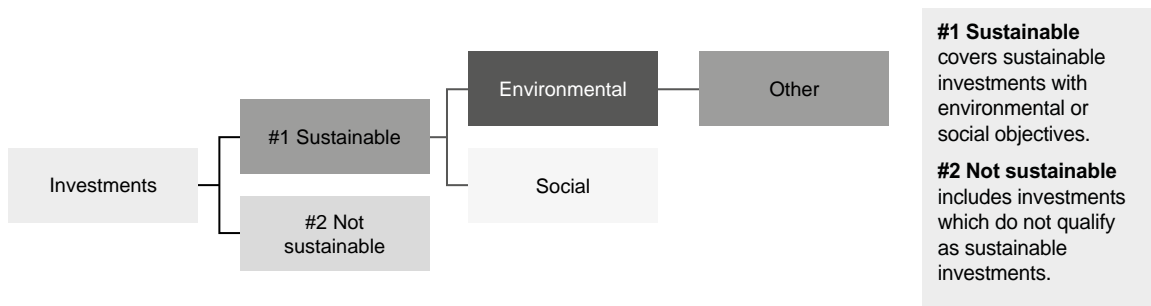 Investments
#1 Sustainable
#2 Not
sustainable
Environmental
Social
Other
#1 Sustainable
covers sustainable
investments with
environmental or
social objectives.
#2 Not sustainable
includes investments
which do not qualify
as sustainable
investments.